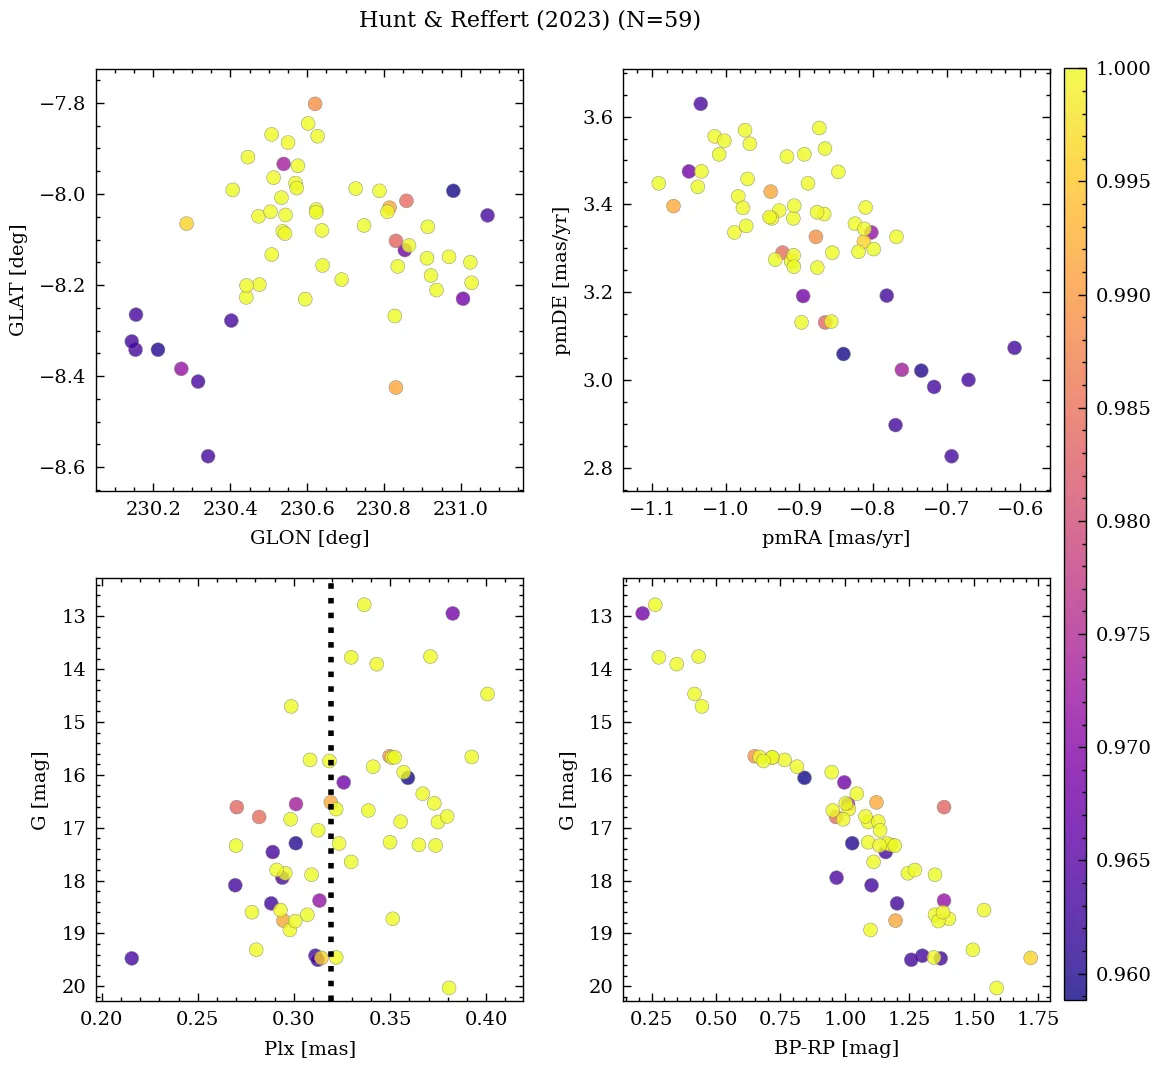 Hunt & Reffert (2023) (N=59)
GLAT [deg]
−7.8
−8.0
−8.2
−8.4
−8.6
230.2 230.4 230.6 230.8 231.0
GLON [deg]
pmDE [mas/yr]
3.6
3.4
3.2
3.0
2.8
−1.1 −1.0 −0.9 −0.8 −0.7 −0.6
pmRA [mas/yr]
1.000
0.995
0.990
0.985
0.980
0.975
0.970
0.965
0.960
G [mag]
13
14
15
16
17
18
19
20
0.20 0.25 0.30 0.35 0.40
Plx [mas]
G [mag]
13
14
15
16
17
18
19
20
0.25 0.50 0.75 1.00 1.25 1.50 1.75
BP-RP [mag]